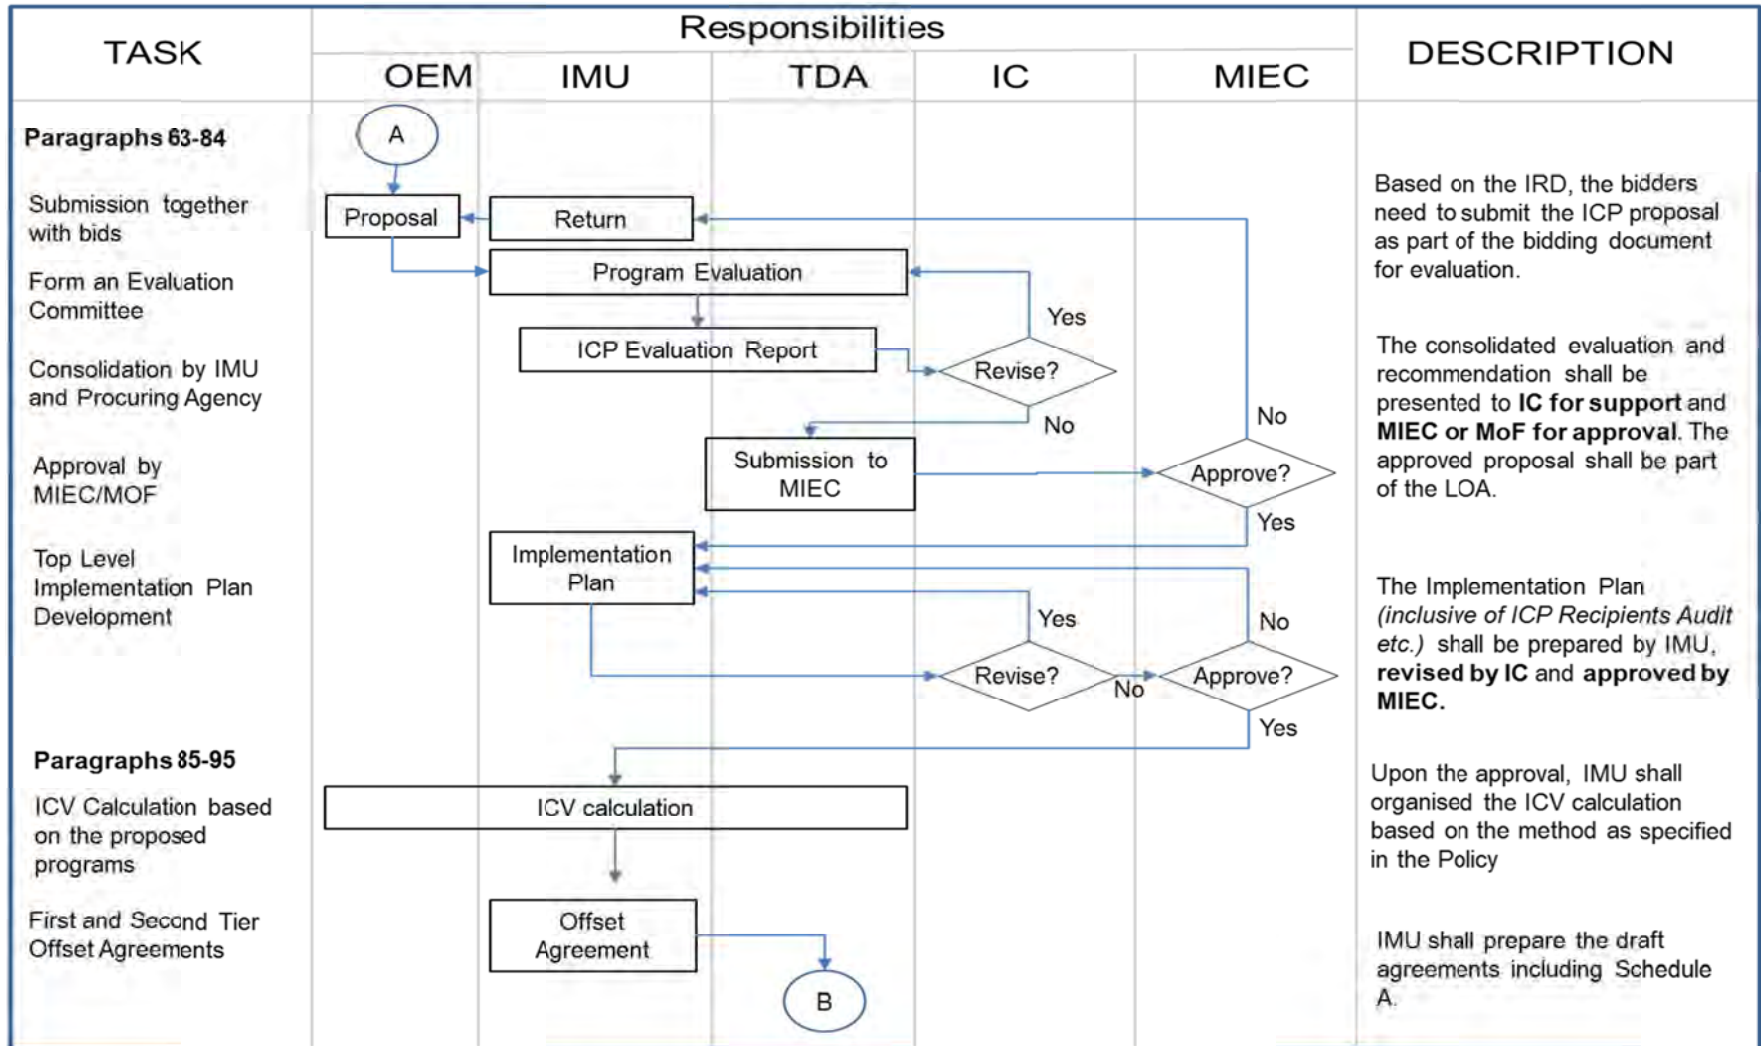 TASK
Responsibilities
DESCRIPTION
OEM
IMU
TDA
IC
MIEC
Paragraphs 63-84
A
Submission together
with bids
Proposal
Return
Based on the IRD, the bidders
need to submit the ICP proposal
as part of the bidding document
for evaluation.
Form an Evaluation
Committee
Program Evaluation
Yes
Consolidation by IMU
and Procuring Agency
ICP Evaluation Report
Revise?
No
No
The consolidated evaluation and
recommendation shall be
presented to IC for support and
MIEC or MoF for approval. The
approved proposal shall be part
of the LOA.
Approval by
MIEC/MOF
Submission to
MIEC
Approve?
Yes
Top Level
Implementation Plan
Development
Implementation
Plan
Yes
No
Revise?
No
Approve?
Yes
The Implementation Plan
(inclusive of ICP Recipients Audit
etc.) shall be prepared by IMU,
revised by IC and approved by
MIEC.
Paragraphs 85-95
ICV Calculation based
on the proposed
programs
ICV calculation
Upon the approval, IMU shall
organised the ICV calculation
based on the method as specified
in the Policy
First and Second Tier
Offset Agreements
Offset
Agreement
B
IMU shall prepare the draft
agreements including Schedule
A.